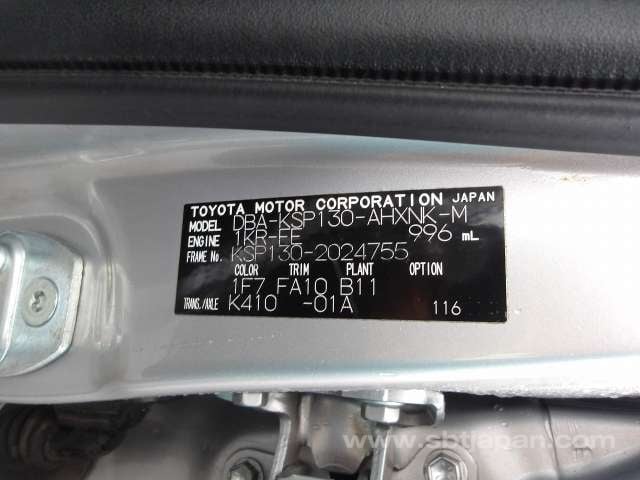 TOYOTA MOTOR CORPORATION JAPAN
MODEL DBA-KSP130-AHXNK-M
ENGINE 1KR-FE 996 mL
FRAME No. KSP130-2024755
COLOR TRIM PLANT OPTION
1F7 FA10 B11
TRANS./AXLE K410 -01A 116
www.sbtjapan.com